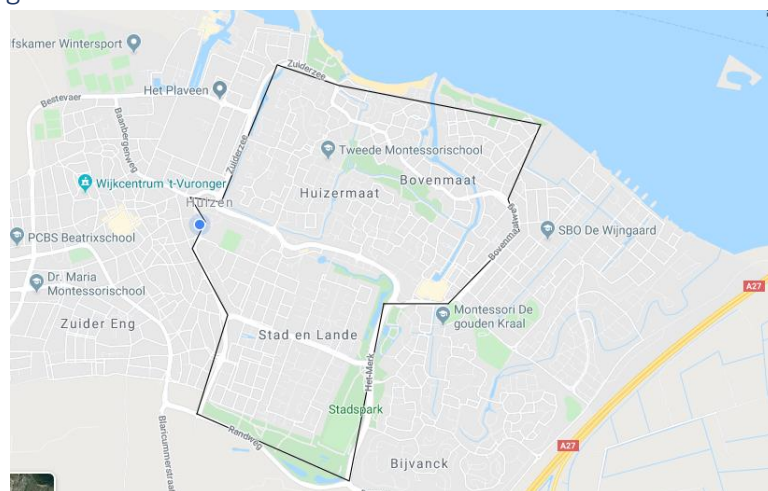 fskamer Wintersport
Het Plaveen
Zuiderzee
Bestevaer
Baanbergenweg
Zuiderzee
Tweede Montessorischool
Bovenmaat
Wijkcentrum 't-Vuronger
Huizermaat
Huizen
Bovenmaatweg
SBO De Wijngaard
PCBS Beatrixschool
Dr. Maria
Montessorischool
A27
Montessori De
gouden Kraal
Zuider Eng
Stad en Lande
Het-Merk
Stadspark
Randweg
Blaricummerstraat
Bijvanck
A27